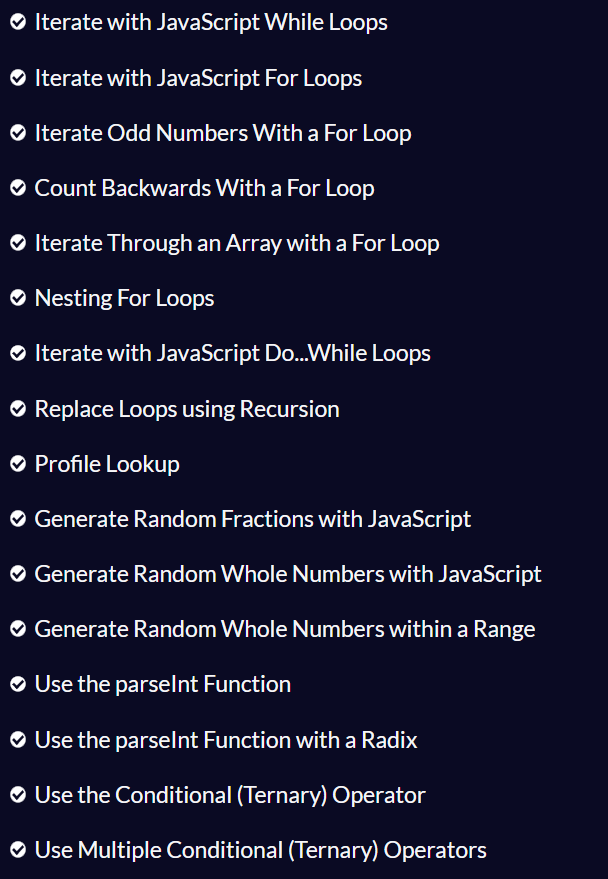 Iterate with JavaScript While Loops
Iterate with JavaScript For Loops
Iterate Odd Numbers With a For Loop
Count Backwards With a For Loop
Iterate Through an Array with a For Loop
Nesting For Loops
Iterate with JavaScript Do...While Loops
Replace Loops using Recursion
Profile Lookup
Generate Random Fractions with JavaScript
Generate Random Whole Numbers with JavaScript
Generate Random Whole Numbers within a Range
Use the parseInt Function
Use the parseInt Function with a Radix
Use the Conditional (Ternary) Operator
Use Multiple Conditional (Ternary) Operators